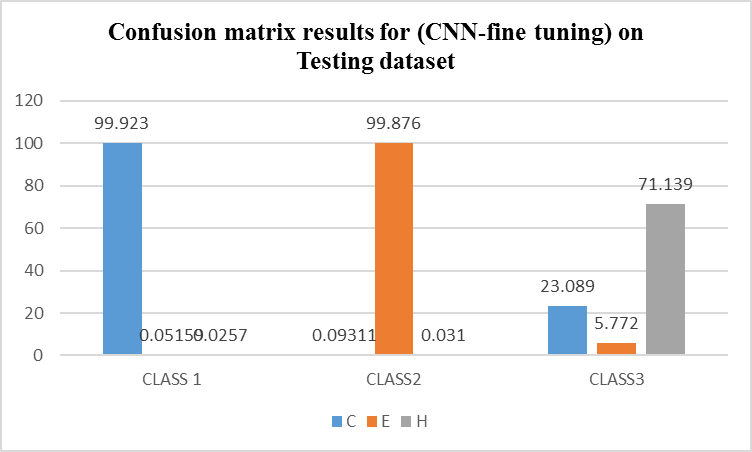 Confusion matrix results for (CNN-fine tuning) on
Testing dataset
120
100
80
60
40
20
0
99.923
0.05159
0.0257
0.09311
99.876
0.031
23.089
5.772
71.139
CLASS 1
CLASS2
CLASS3
C
E
H